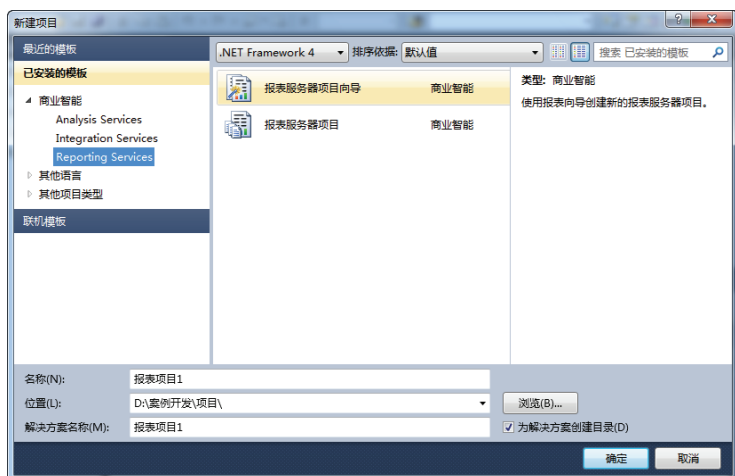 新建项目
最近的模板
.NET Framework 4 排序依据: 默认值 搜索 已安装的模板
已安装的模板
商业智能
Analysis Services
Integration Services
Reporting Services
其他语言
其他项目类型
联机模板
报表服务器项目向导 商业智能
报表服务器项目 商业智能
类型: 商业智能
使用报表向导创建新的报表服务器项目。
名称(N): 报表项目1
位置(L): D:\案例开发\项目\ 浏览(B)...
解决方案名称(M): 报表项目1 为解决方案创建目录(D)
确定 取消